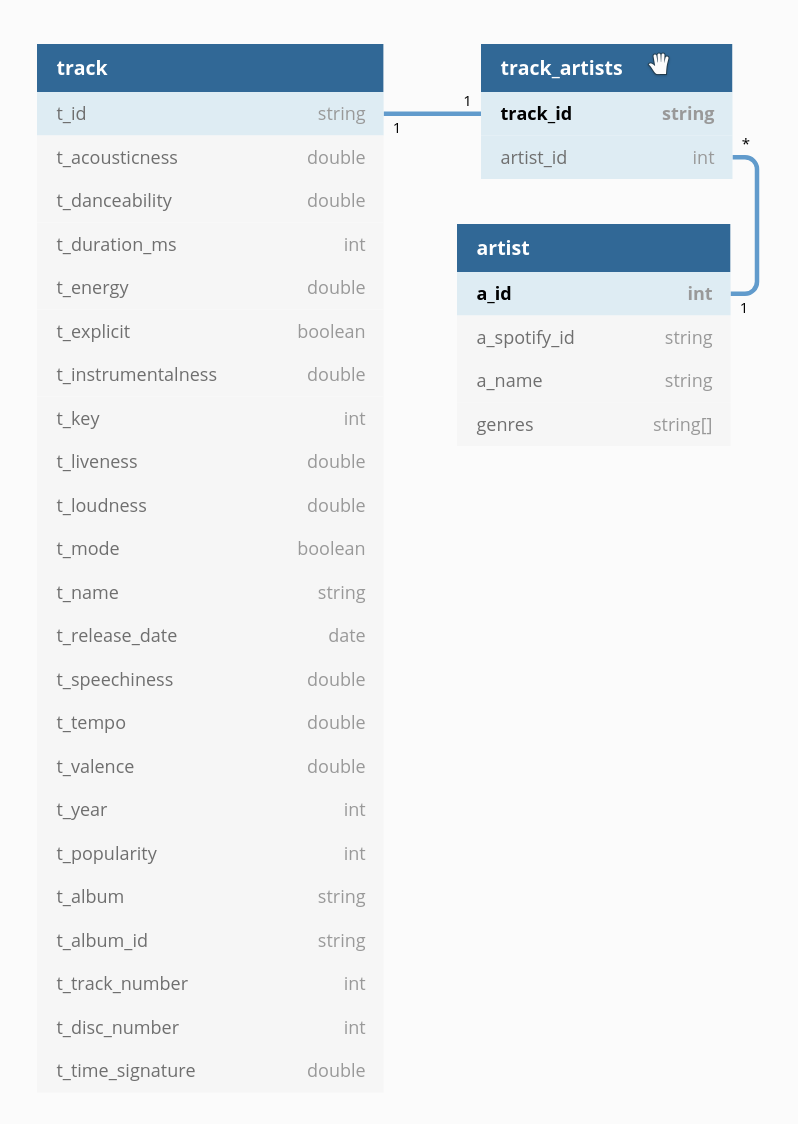 track
t_id string
t_acousticness double
t_danceability double
t_duration_ms int
t_energy double
t_explicit boolean
t_instrumentalness double
t_key int
t_liveness double
t_loudness double
t_mode boolean
t_name string
t_release_date date
t_speechiness double
t_tempo double
t_valence double
t_year int
t_popularity int
t_album string
t_album_id string
t_track_number int
t_disc_number int
t_time_signature double
1
1
track_artists
track_id string
artist_id int
*
artist
a_id int
1
a_spotify_id string
a_name string
genres string[]